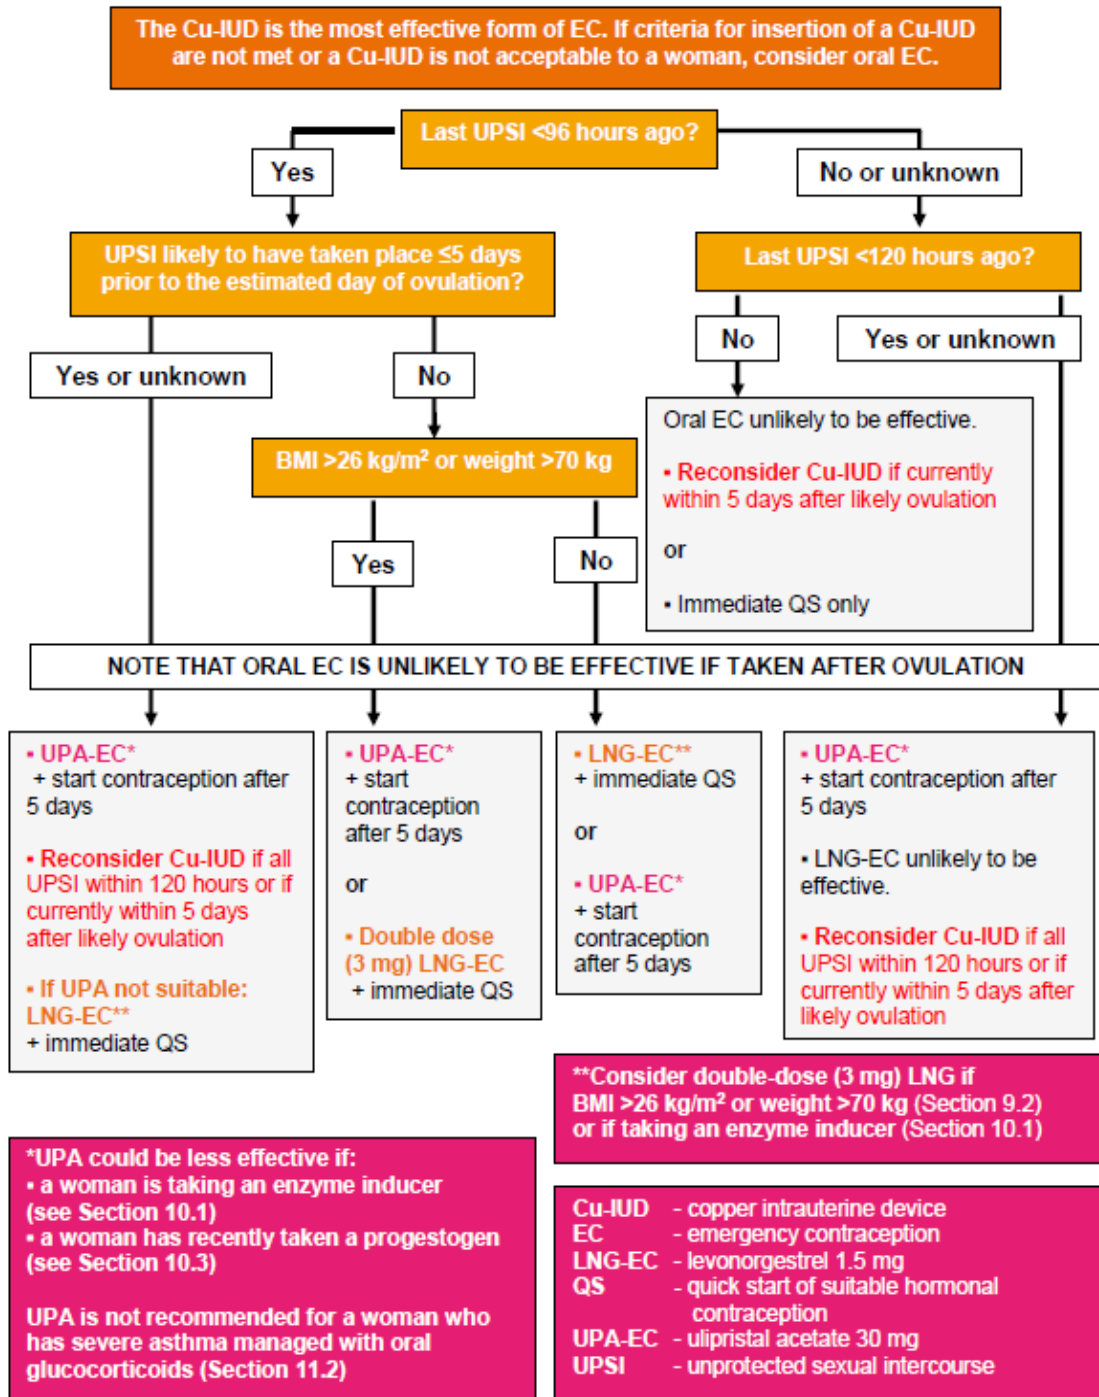 The Cu-IUD is the most effective form of EC. If criteria for insertion of a Cu-IUD
are not met or a Cu-IUD is not acceptable to a woman, consider oral EC.
Last UPSI <96 hours ago?
Yes
No or unknown
UPSI likely to have taken place ≤5 days
prior to the estimated day of ovulation?
Last UPSI <120 hours ago?
Yes or unknown
No
No
Yes or unknown
BMI >26 kg/m² or weight >70 kg
Oral EC unlikely to be effective.
▪ Reconsider Cu-IUD if currently
within 5 days after likely ovulation
or
▪ Immediate QS only
Yes
No
NOTE THAT ORAL EC IS UNLIKELY TO BE EFFECTIVE IF TAKEN AFTER OVULATION
▪ UPA-EC*
+ start contraception after
5 days
▪ Reconsider Cu-IUD if all
UPSI within 120 hours or if
currently within 5 days
after likely ovulation
▪ If UPA not suitable:
LNG-EC**
+ immediate QS
▪ UPA-EC*
+ start
contraception
after 5 days
or
▪ Double dose
(3 mg) LNG-EC
+ immediate QS
▪ LNG-EC**
+ immediate QS
or
▪ UPA-EC*
+ start
contraception
after 5 days
▪ UPA-EC*
+ start contraception after
5 days
▪ LNG-EC unlikely to be
effective.
▪ Reconsider Cu-IUD if all
UPSI within 120 hours or if
currently within 5 days after
likely ovulation
**Consider double-dose (3 mg) LNG if
BMI >26 kg/m² or weight >70 kg (Section 9.2)
or if taking an enzyme inducer (Section 10.1)
*UPA could be less effective if:
▪ a woman is taking an enzyme inducer
(see Section 10.1)
▪ a woman has recently taken a progestogen
(see Section 10.3)
UPA is not recommended for a woman who
has severe asthma managed with oral
glucocorticoids (Section 11.2)
Cu-IUD - copper intrauterine device
EC - emergency contraception
LNG-EC - levonorgestrel 1.5 mg
QS - quick start of suitable hormonal
contraception
UPA-EC - ulipristal acetate 30 mg
UPSI - unprotected sexual intercourse